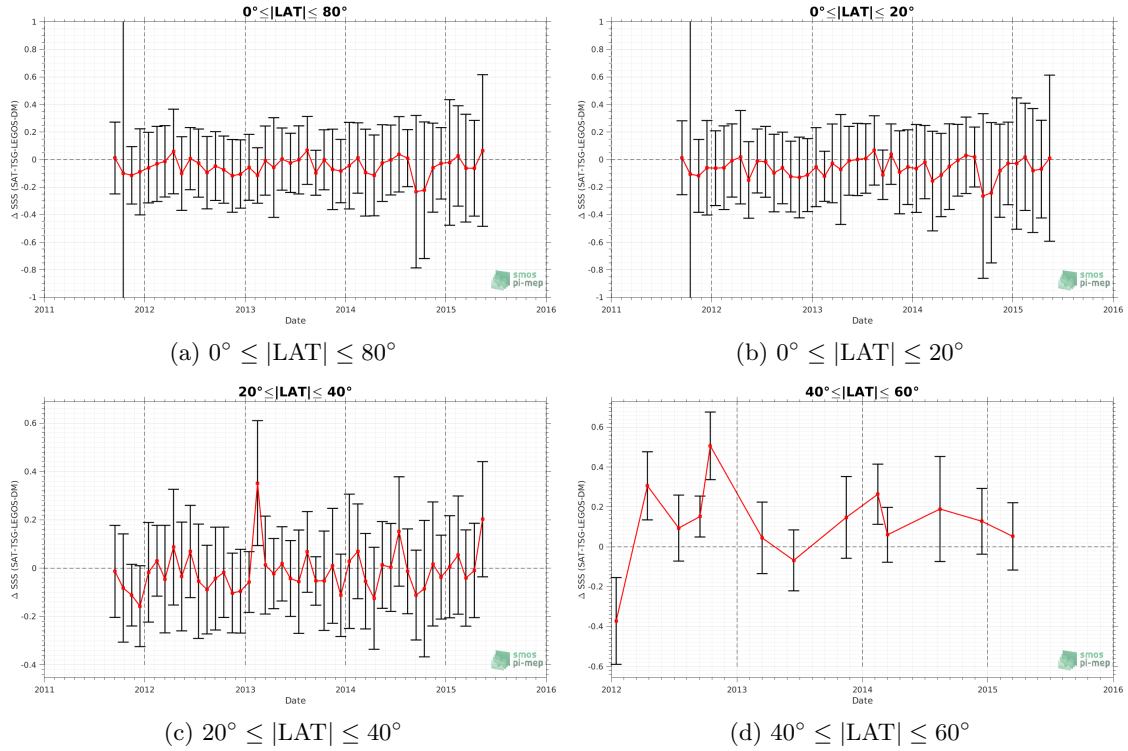 0°≤|LAT|≤ 80°
Δ SSS (SAT-TSG-LEGOS-DM)
1
0.8
0.6
0.4
0.2
0
-0.2
-0.4
-0.6
-0.8
-1
2011 2012 2013 2014 2015 2016
Date
smos
pi-mep
(a) 0° ≤ |LAT| ≤ 80°
0°≤|LAT|≤ 20°
Δ SSS (SAT-TSG-LEGOS-DM)
1
0.8
0.6
0.4
0.2
0
-0.2
-0.4
-0.6
-0.8
-1
2011 2012 2013 2014 2015 2016
Date
smos
pi-mep
(b) 0° ≤ |LAT| ≤ 20°
20°≤|LAT|≤ 40°
Δ SSS (SAT-TSG-LEGOS-DM)
0.6
0.4
0.2
0
-0.2
-0.4
2011 2012 2013 2014 2015 2016
Date
smos
pi-mep
(c) 20° ≤ |LAT| ≤ 40°
40°≤|LAT|≤ 60°
Δ SSS (SAT-TSG-LEGOS-DM)
0.6
0.4
0.2
0
-0.2
-0.4
-0.6
2012 2013 2014 2015 2016
Date
smos
pi-mep
(d) 40° ≤ |LAT| ≤ 60°